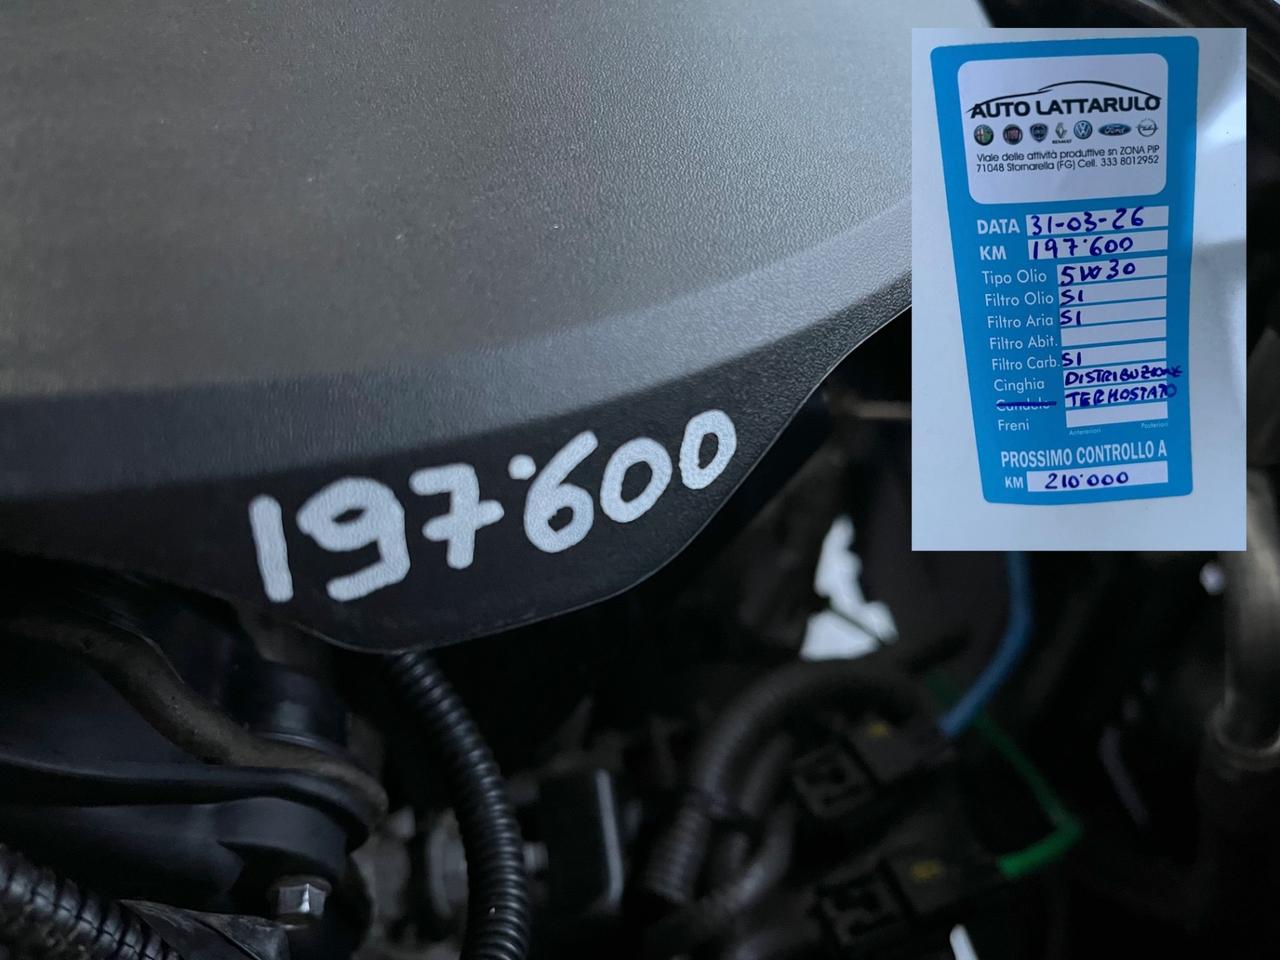 197.600
AUTO LATTARULO
RENAULT
Ford
Viale delle attività produttive sn ZONA PIP
71048 Stornarella (FG) Cell. 333 8012952
DATA 31-03-26
KM 197.600
Tipo Olio 5W30
Filtro Olio SI
Filtro Aria SI
Filtro Abit.
Filtro Carb. SI
Cinghia DISTRIBUZIONE
Candele TERMOSTATO
Freni
Anteriori Posteriori
PROSSIMO CONTROLLO A
KM 210.000